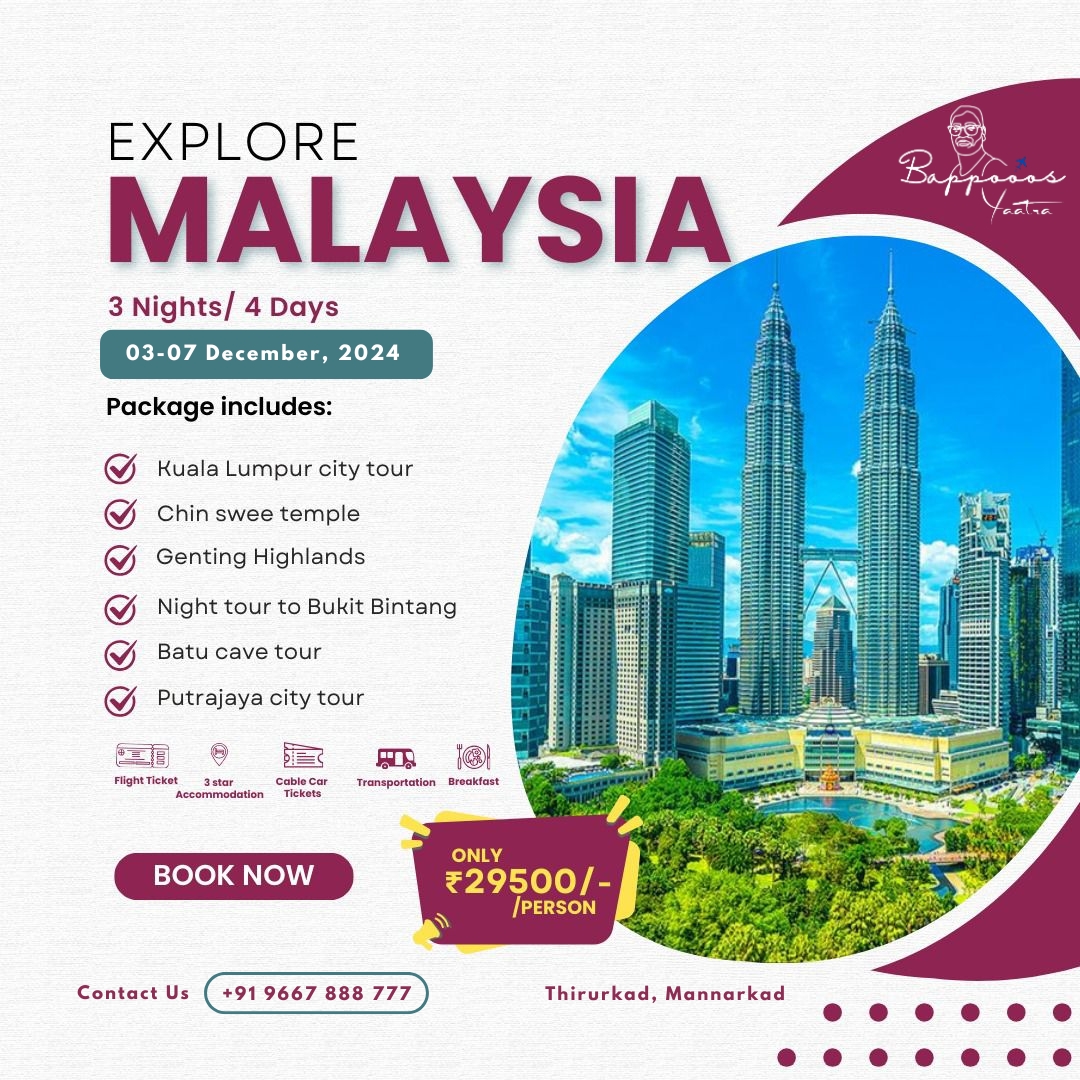 EXPLORE
MALAYSIA
Bappooos
Yaatra
3 Nights/ 4 Days
03-07 December, 2024
Package includes:
Kuala Lumpur city tour
Chin swee temple
Genting Highlands
Night tour to Bukit Bintang
Batu cave tour
Putrajaya city tour
Flight Ticket
3 star
Accommodation
Cable Car
Tickets
Transportation
Breakfast
BOOK NOW
ONLY
₹29500/-
/PERSON
Contact Us
+91 9667 888 777
Thirurkad, Mannarkad